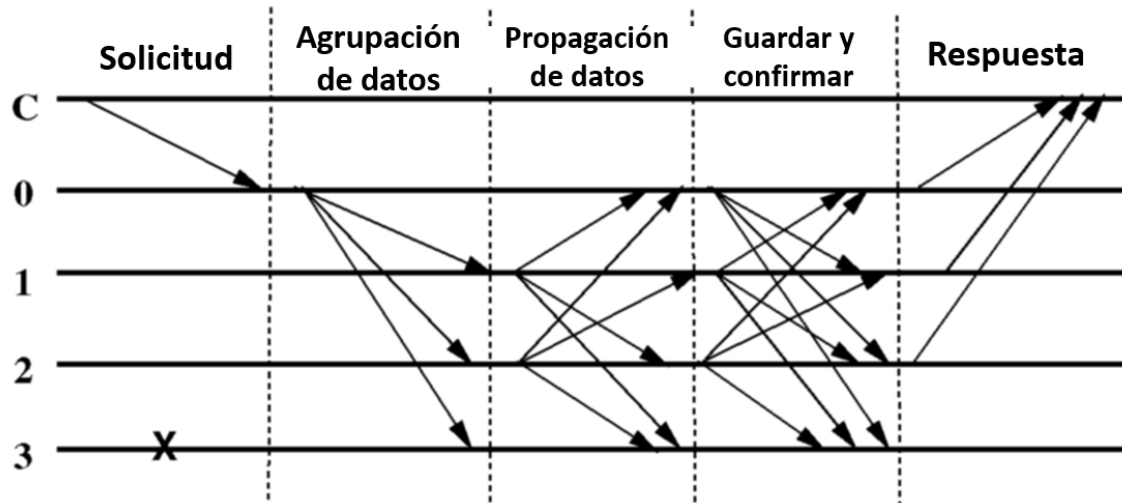 Solicitud
Agrupación
de datos
Propagación
de datos
Guardar y
confirmar
Respuesta
C
0
1
2
3
X